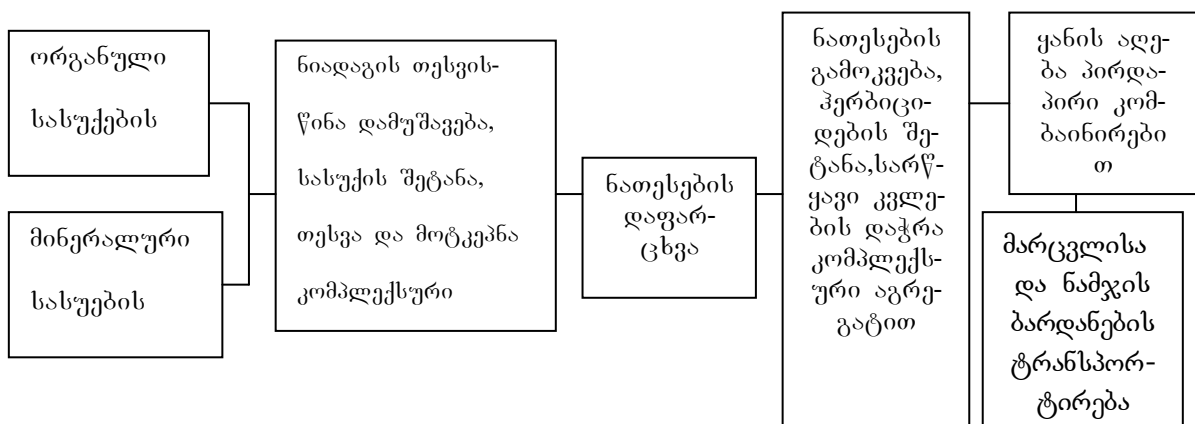 ორგანული
სასუქების
მინერალური
სასუების
ნიადაგის თესვის-
წინა დამუშავება,
სასუქის შეტანა,
თესვა და მოტკეპნა
კომპლექსური
ნათესების
დაფარ-
ცხვა
ნათესების
გამოკვება,
ჰერბიცი-
დების შე-
ტანა,სარწ-
ყავი კვლე-
ბის დაჭრა
კომპლექს-
ური აგრე-
გატით
ყანის აღე-
ბა პირდა-
პირი კომ-
ბაინირები
თ
მარცვლისა
და ნამჯის
ბარდანების
ტრანსპორ-
ტირება